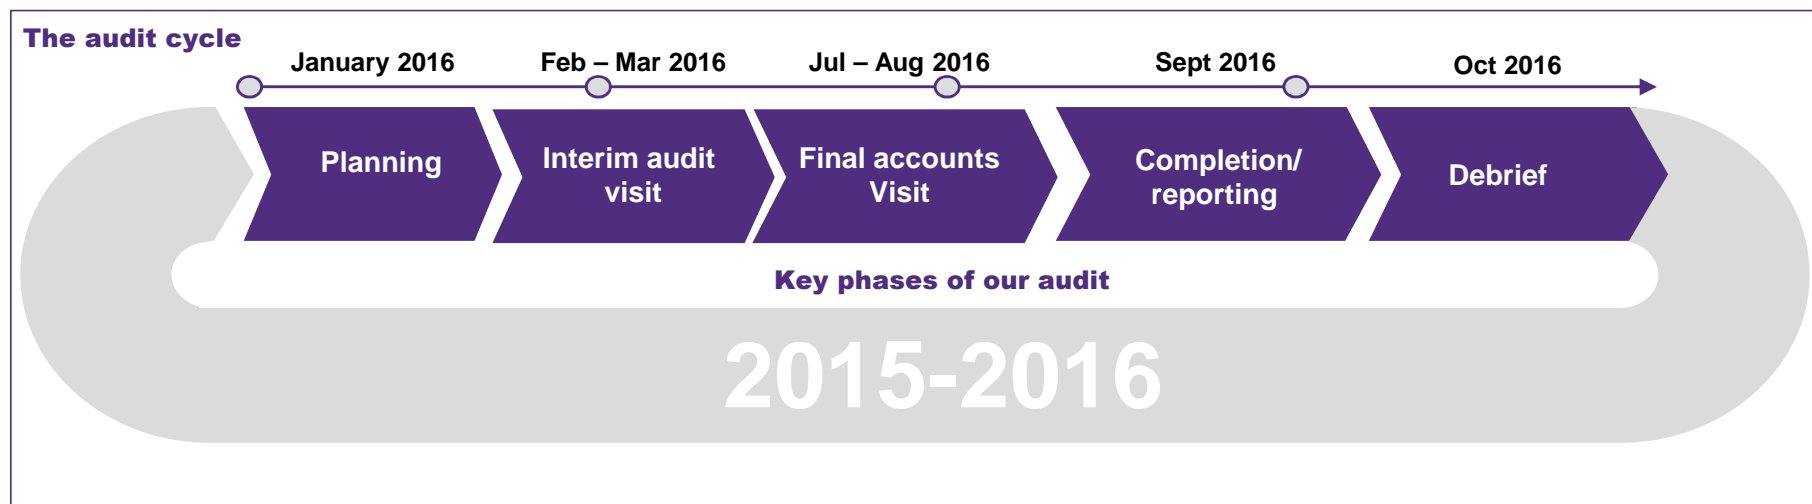 The audit cycle
January 2016
Feb – Mar 2016
Jul – Aug 2016
Sept 2016
Oct 2016
Planning
Interim audit
visit
Final accounts
Visit
Completion/
reporting
Debrief
Key phases of our audit
2015-2016